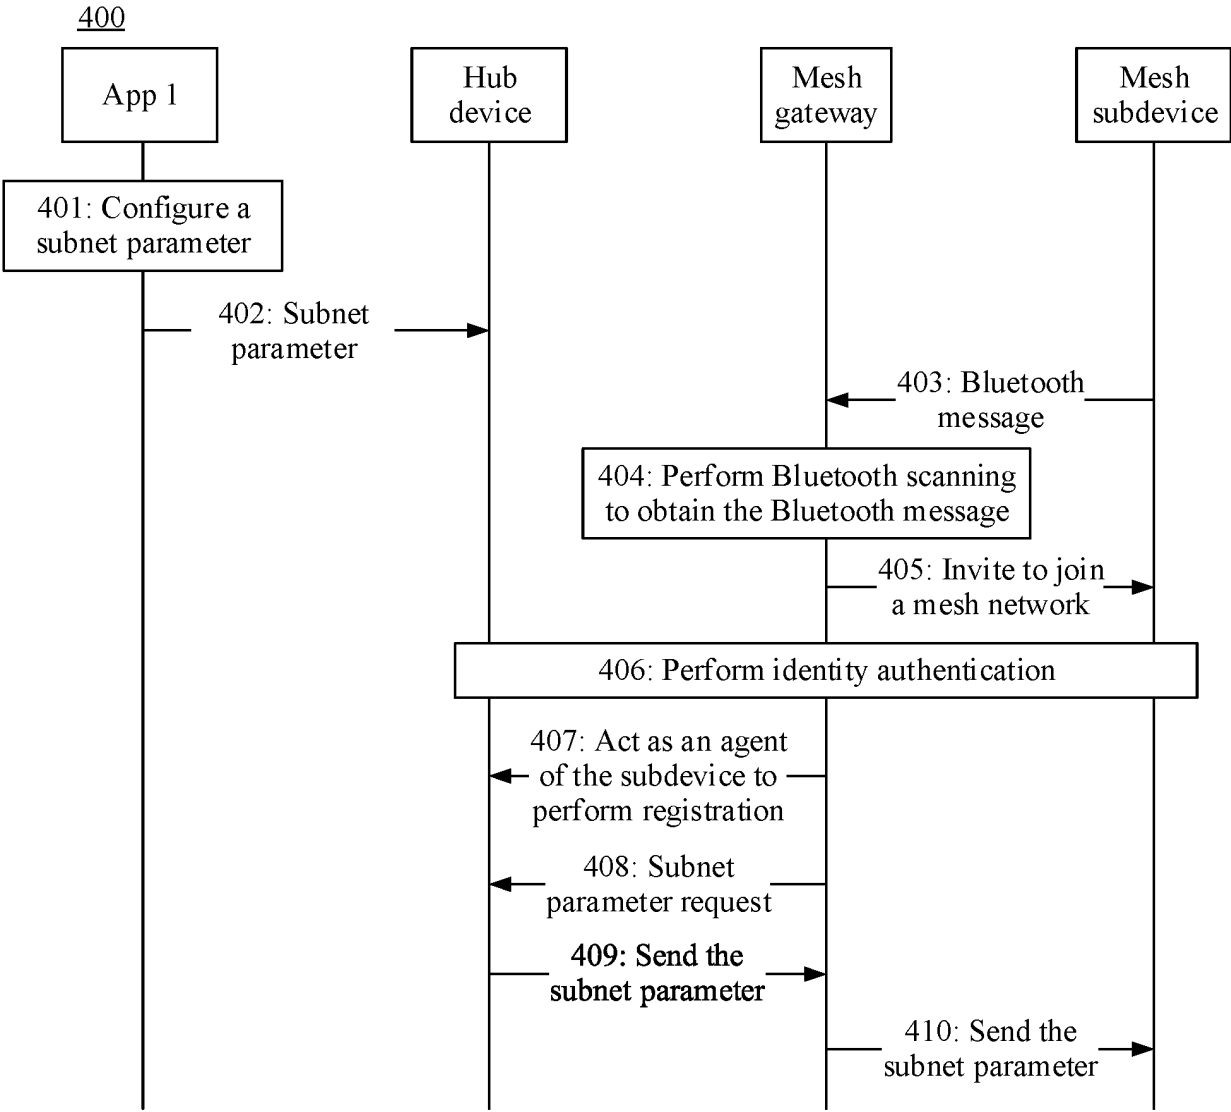 400
App 1
Hub
device
Mesh
gateway
Mesh
subdevice
401: Configure a
subnet parameter
402: Subnet
parameter
403: Bluetooth
message
404: Perform Bluetooth scanning
to obtain the Bluetooth message
405: Invite to join
a mesh network
406: Perform identity authentication
407: Act as an agent
of the subdevice to
perform registration
408: Subnet
parameter request
409: Send the
subnet parameter
410: Send the
subnet parameter